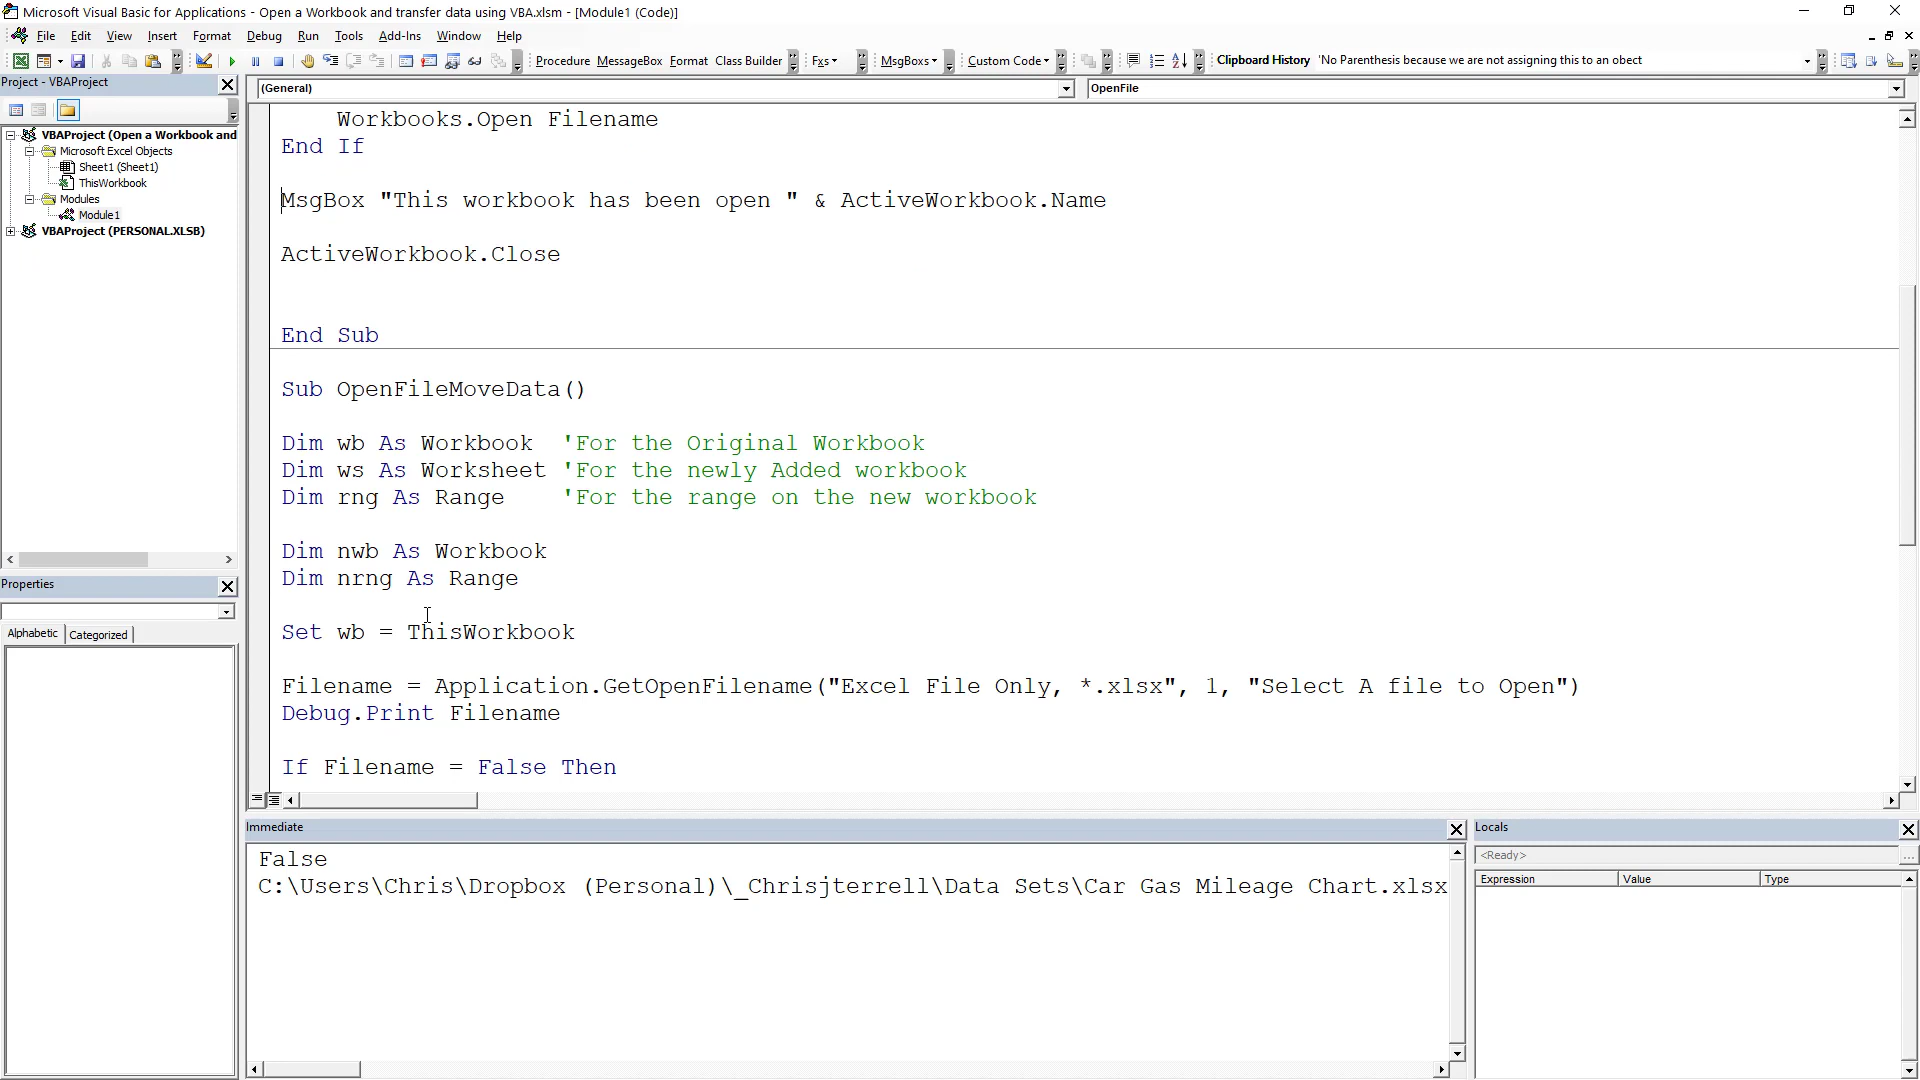 Microsoft Visual Basic for Applications - Open a Workbook and transfer data using VBA.xlsm - [Module1 (Code)]
File Edit View Insert Format Debug Run Tools Add-Ins Window Help
Procedure MessageBox Format Class Builder Fxs MsgBoxs Custom Code Clipboard History 'No Parenthesis because we are not assigning this to an obect
Project - VBAProject
(General) OpenFile
VBAProject (Open a Workbook and
Microsoft Excel Objects
Sheet1 (Sheet1)
ThisWorkbook
Modules
Module1
VBAProject (PERSONAL.XLSB)
Workbooks.Open Filename
End If
MsgBox "This workbook has been open " & ActiveWorkbook.Name
ActiveWorkbook.Close
End Sub
Sub OpenFileMoveData()
Dim wb As Workbook 'For the Original Workbook
Dim ws As Worksheet 'For the newly Added workbook
Dim rng As Range 'For the range on the new workbook
Dim nwb As Workbook
Dim nrng As Range
Set wb = ThisWorkbook
Filename = Application.GetOpenFilename("Excel File Only, *.xlsx", 1, "Select A file to Open")
Debug.Print Filename
If Filename = False Then
Properties
Alphabetic Categorized
Immediate
False
C:\Users\Chris\Dropbox (Personal)\_Chrisjterrell\Data Sets\Car Gas Mileage Chart.xlsx
Locals
<Ready>
...
Expression Value Type